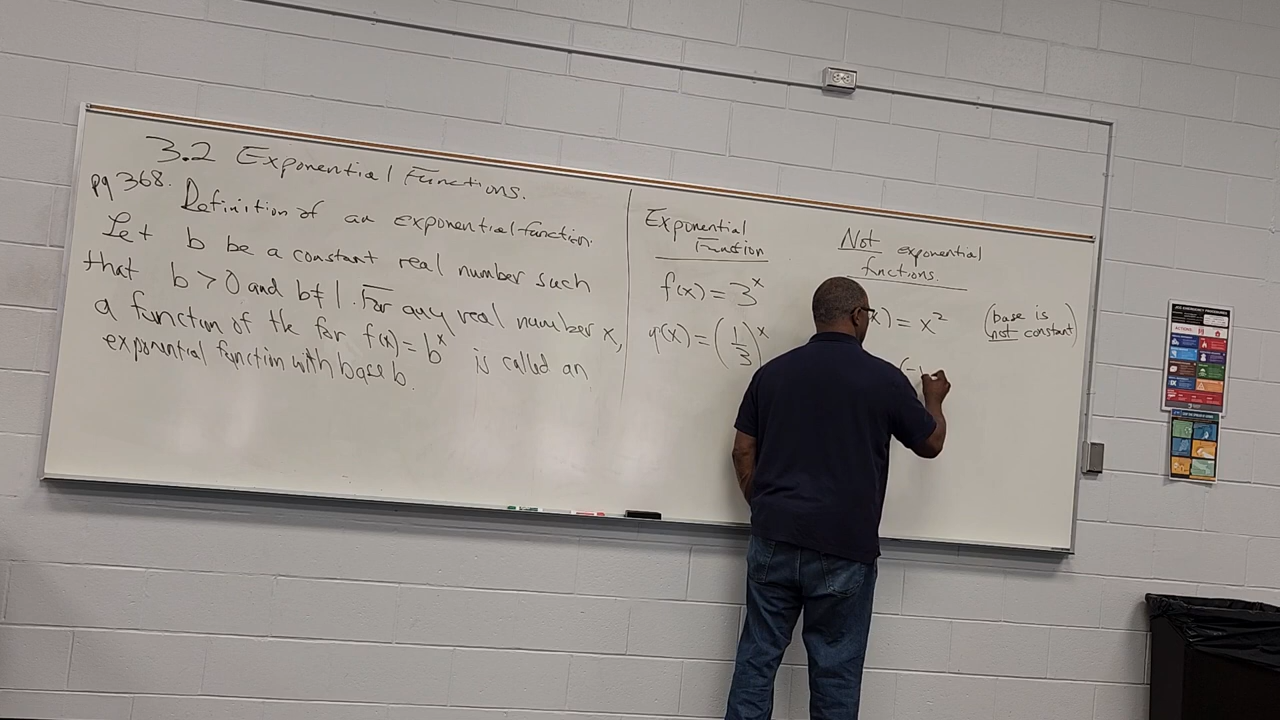 3.2 Exponential Functions.
pg 368. Definition of an exponential function.
Let b be a constant real number such
that b > 0 and b ≠ 1. For any real number x,
a function of the for f(x) = b^x is called an
exponential function with base b.
Exponential
Function
f(x) = 3^x
g(x) = (1/3)^x
Not exponential
functions.
x) = x^2
(base is
not constant)
(-